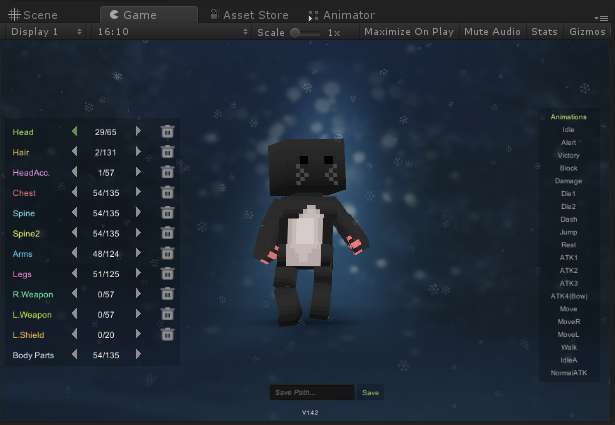 Scene Game Asset Store Animator
Display 1 16:10 Scale 1x Maximize On Play Mute Audio Stats Gizmos
Head 29/65
Hair 2/131
HeadAcc. 1/57
Chest 54/135
Spine 54/135
Spine2 54/135
Arms 48/124
Legs 51/125
R.Weapon 0/57
L.Weapon 0/57
L.Shield 0/20
Body Parts 54/135
Animations
Idle
Alert
Victory
Block
Damage
Die1
Die2
Dash
Jump
Rest
ATK1
ATK2
ATK3
ATK4(Bow)
Move
MoveR
MoveL
Walk
IdleA
NormalATK
Save Path... Save
V.1.4.2